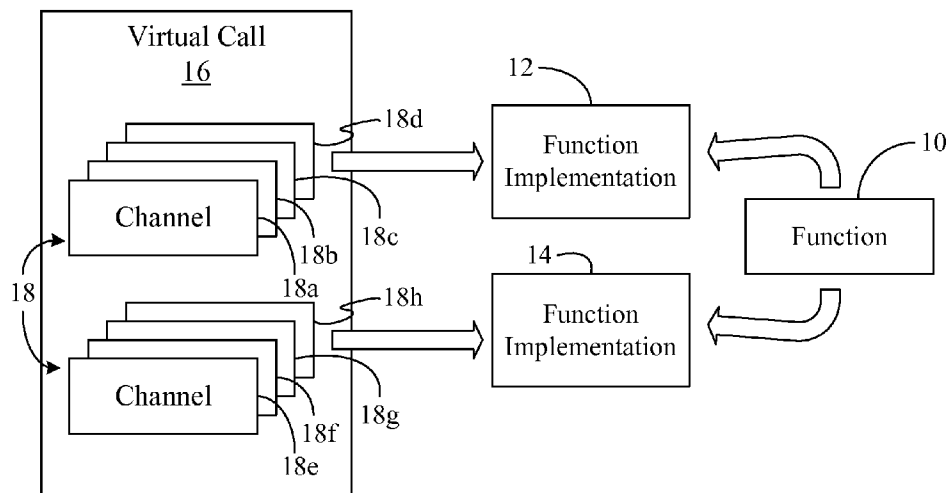 Virtual Call
16
18d
Channel
18c
18b
18a
18
18h
Channel
18g
18f
18e
12
Function
Implementation
14
Function
Implementation
10
Function